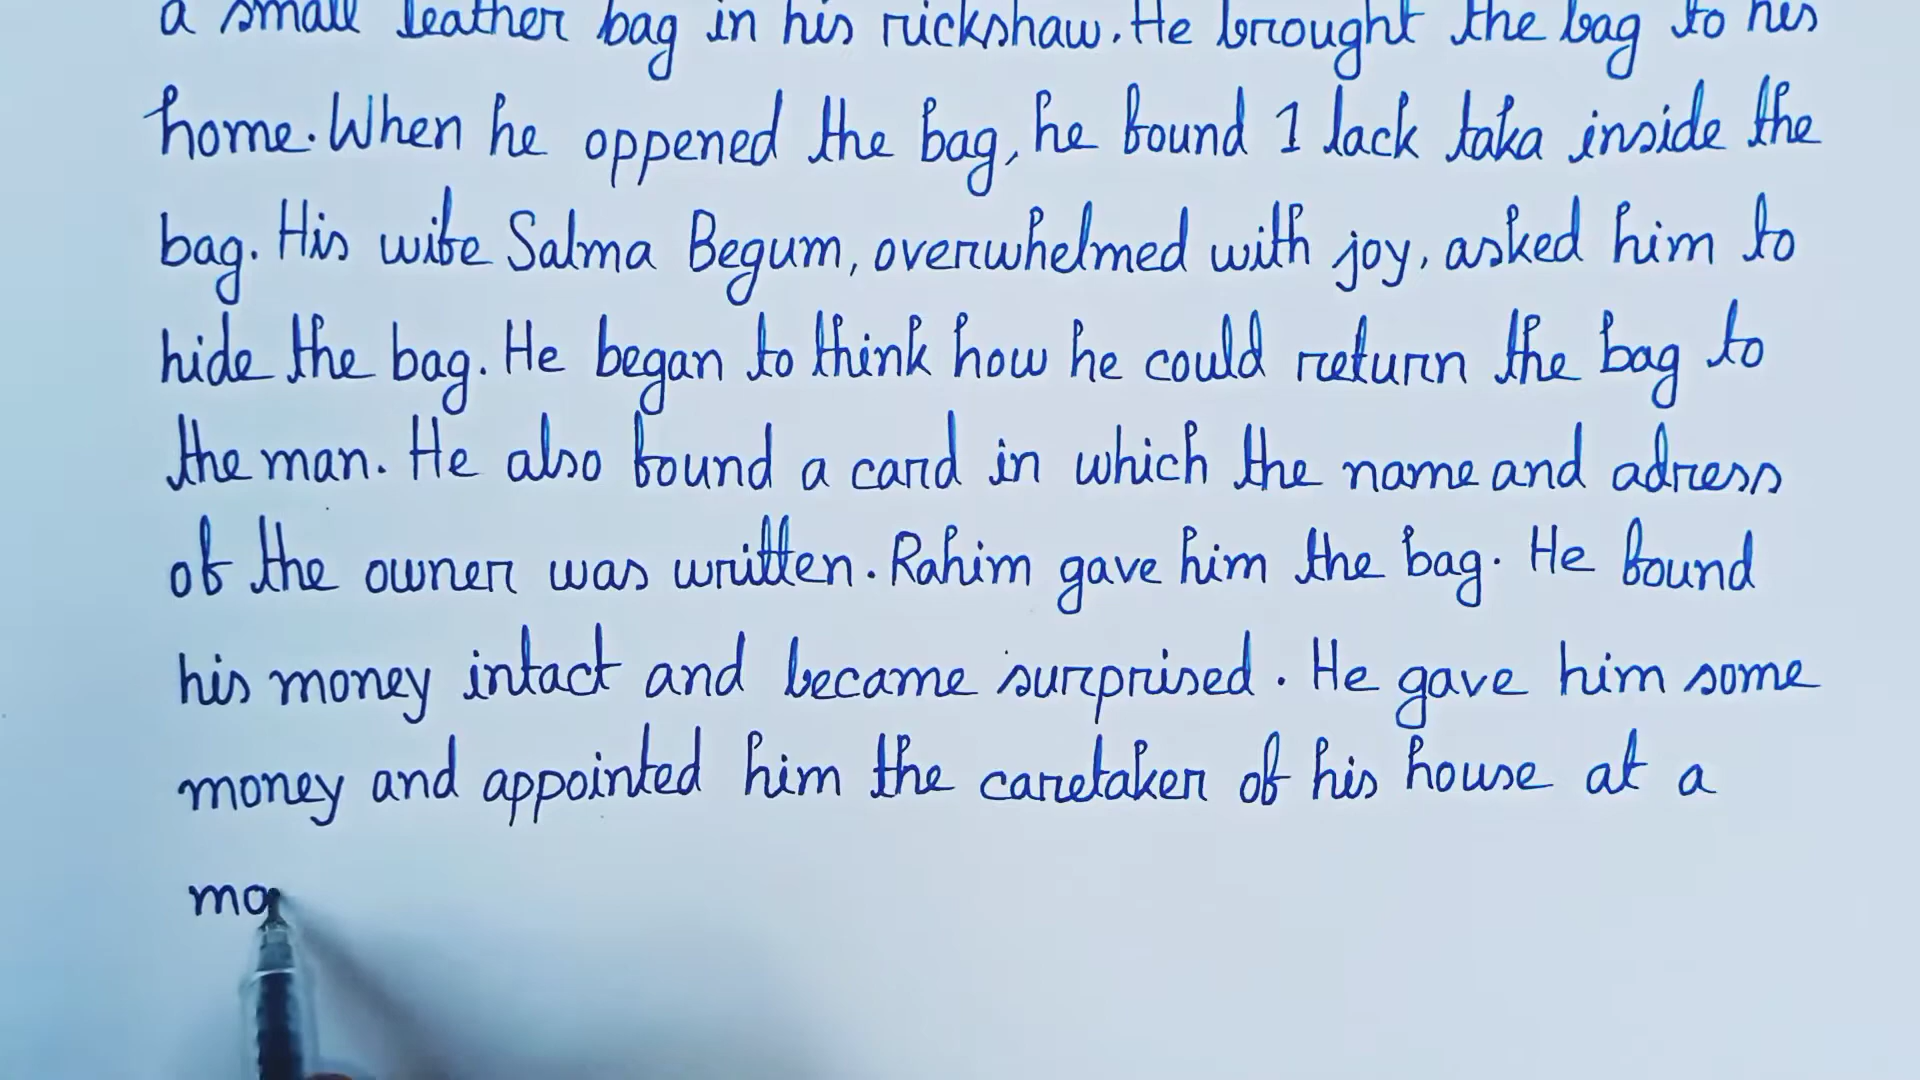 a small leather bag in his rickshaw. He brought the bag to his
home. When he oppened the bag, he found 1 lack taka inside the
bag. His wife Salma Begum, overwhelmed with joy, asked him to
hide the bag. He began to think how he could return the bag to
the man. He also found a card in which the name and adress
of the owner was written. Rahim gave him the bag. He found
his money intact and became surprised. He gave him some
money and appointed him the caretaker of his house at a
mo